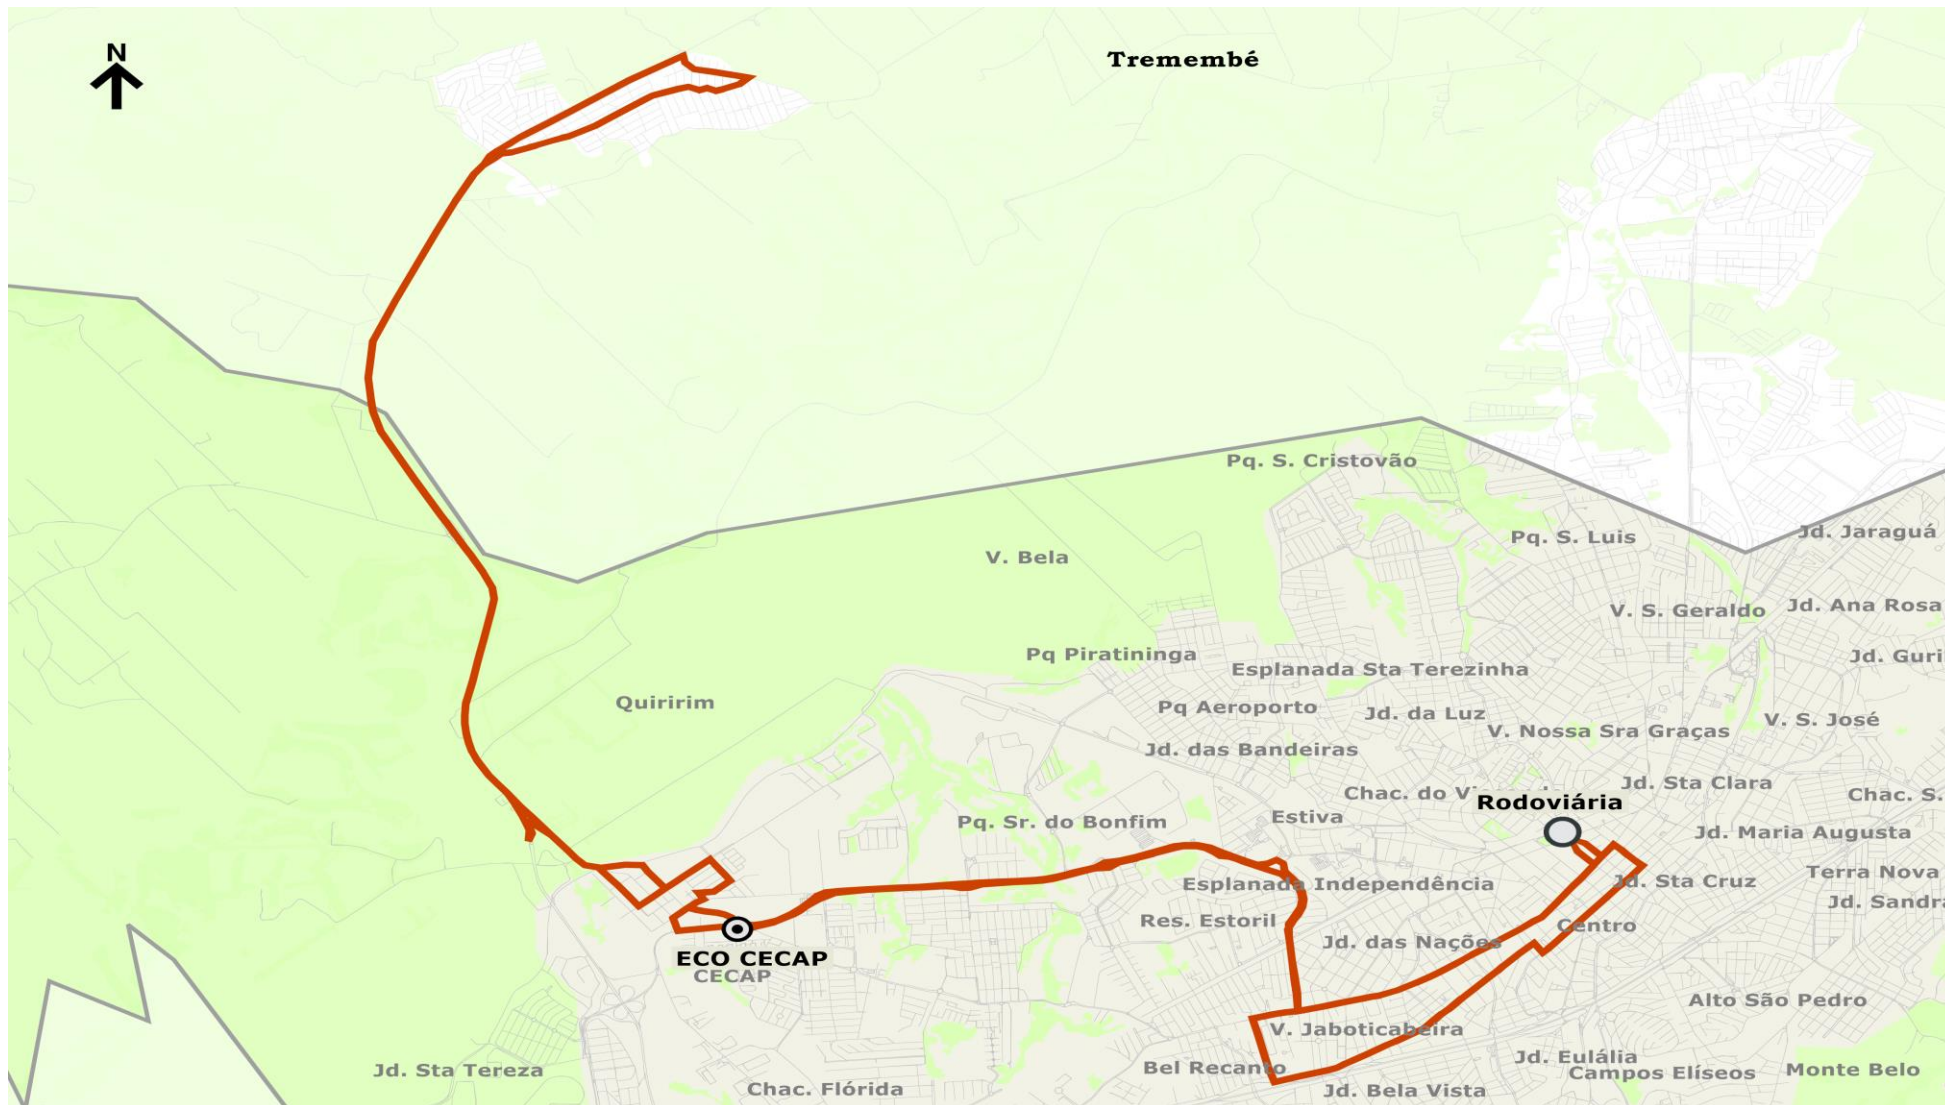 N
Tremembé
Pq. S. Cristovão
Pq. S. Luis
Jd. Jaraguá
V. Bela
V. S. Geraldo
Jd. Ana Rosa
Pq Piratininga
Esplanada Sta Terezinha
Jd. Guri
Quiririm
Pq Aeroporto
Jd. da Luz
V. Nossa Sra Graças
V. S. José
Jd. das Bandeiras
Jd. Sta Clara
Chac. do V
Chac. S.
Rodoviária
Pq. Sr. do Bonfim
Estiva
Jd. Maria Augusta
Terra Nova
Esplanada Independência
Jd. Sta Cruz
Jd. Sandra
Res. Estoril
Centro
Jd. das Nações
ECO CECAP
CECAP
Alto São Pedro
V. Jaboticabeira
Jd. Eulália
Jd. Sta Tereza
Bel Recanto
Campos Elíseos
Monte Belo
Chac. Flórida
Jd. Bela Vista